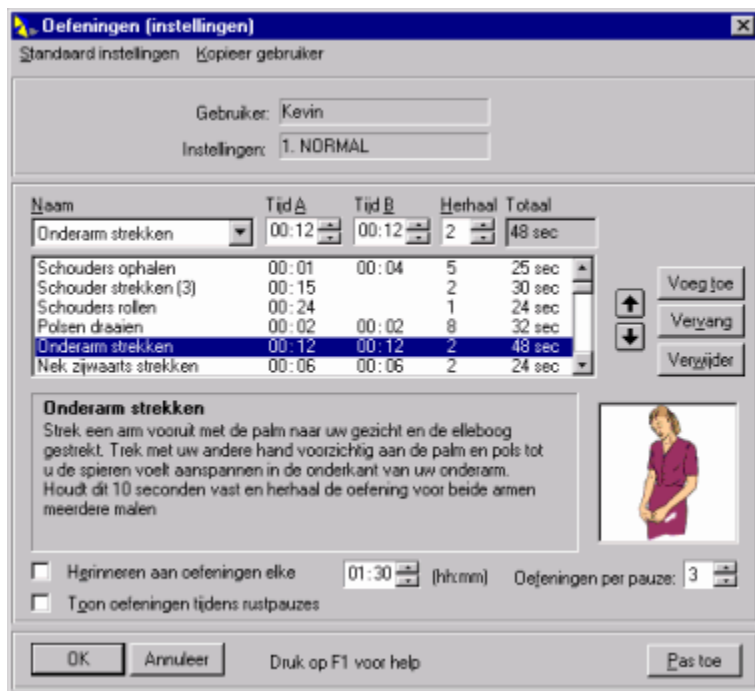 Oefeningen (instellingen)
Standaard instellingen Kopieer gebruiker
Gebruiker: Kevin
Instellingen: 1. NORMAL
Naam Tijd A Tijd B Herhaal Totaal
Onderarm strekken 00:12 00:12 2 48 sec
Schouders ophalen 00:01 00:04 5 25 sec
Schouder strekken (3) 00:15 2 30 sec
Schouders rollen 00:24 1 24 sec
Polsen draaien 00:02 00:02 8 32 sec
Onderarm strekken 00:12 00:12 2 48 sec
Nek zijwaarts strekken 00:06 00:06 2 24 sec
Voeg toe
Vervang
Verwijder
Onderarm strekken
Strek een arm vooruit met de palm naar uw gezicht en de elleboog
gestrekt. Trek met uw andere hand voorzichtig aan de palm en pols tot
u de spieren voelt aanspannen in de onderkant van uw onderarm.
Houdt dit 10 seconden vast en herhaal de oefening voor beide armen
meerdere malen
Herinneren aan oefeningen elke 01:30 (hh:mm) Oefeningen per pauze: 3
Toon oefeningen tijdens rustpauzes
OK Annuleer Druk op F1 voor help Pas toe